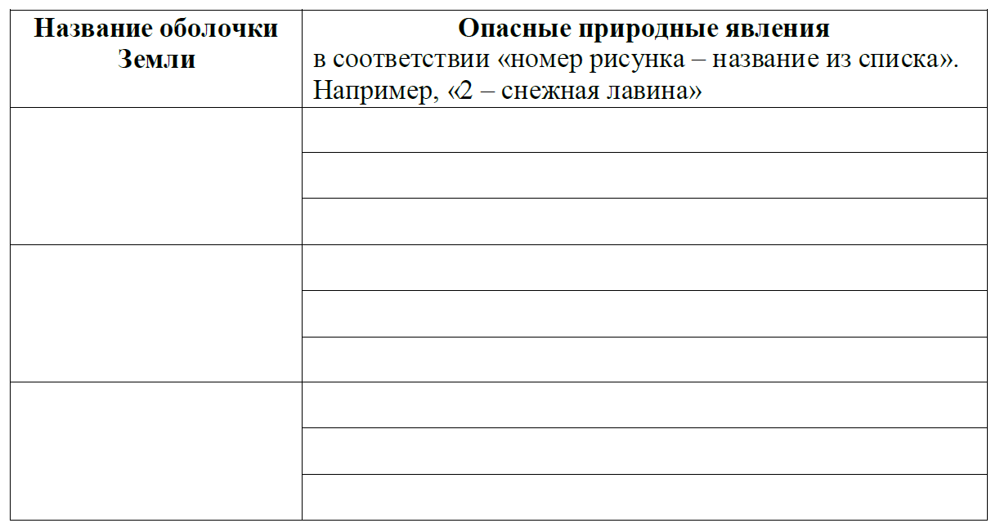 Название оболочки
Земли
Опасные природные явления
в соответствии «номер рисунка – название из списка».
Например, «2 – снежная лавина»